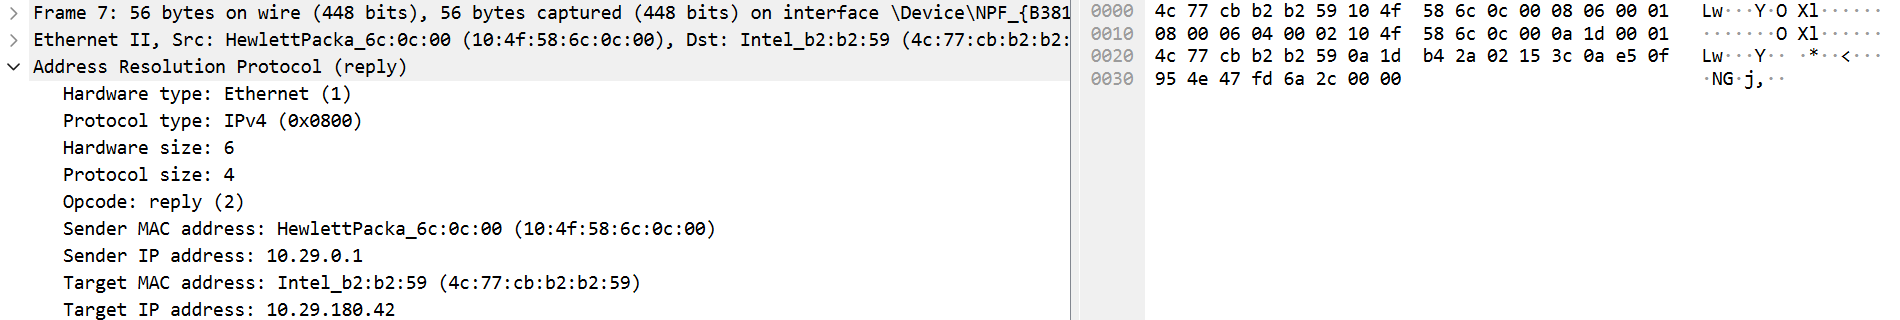 Frame 7: 56 bytes on wire (448 bits), 56 bytes captured (448 bits) on interface \Device\NPF_{B381
Ethernet II, Src: HewlettPacka_6c:0c:00 (10:4f:58:6c:0c:00), Dst: Intel_b2:b2:59 (4c:77:cb:b2:b2:
Address Resolution Protocol (reply)
Hardware type: Ethernet (1)
Protocol type: IPv4 (0x0800)
Hardware size: 6
Protocol size: 4
Opcode: reply (2)
Sender MAC address: HewlettPacka_6c:0c:00 (10:4f:58:6c:0c:00)
Sender IP address: 10.29.0.1
Target MAC address: Intel_b2:b2:59 (4c:77:cb:b2:b2:59)
Target IP address: 10.29.180.42
0000 4c 77 cb b2 b2 59 10 4f 58 6c 0c 00 08 06 00 01 Lw···Y·O Xl······
0010 08 00 06 04 00 02 10 4f 58 6c 0c 00 0a 1d 00 01 ·······O Xl······
0020 4c 77 cb b2 b2 59 0a 1d b4 2a 02 15 3c 0a e5 0f Lw···Y·· ·*··<···
0030 95 4e 47 fd 6a 2c 00 00 ·NG·j,··